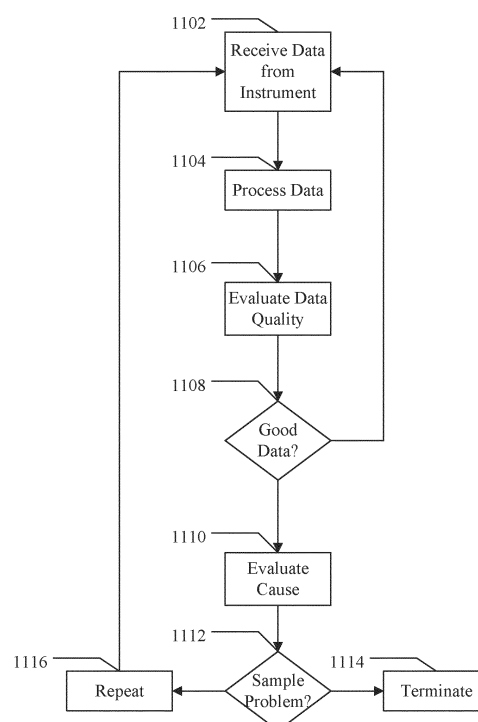 1102
Receive Data
from
Instrument
1104
Process Data
1106
Evaluate Data
Quality
1108
Good
Data?
1110
Evaluate
Cause
1112
Sample
Problem?
1116
Repeat
1114
Terminate